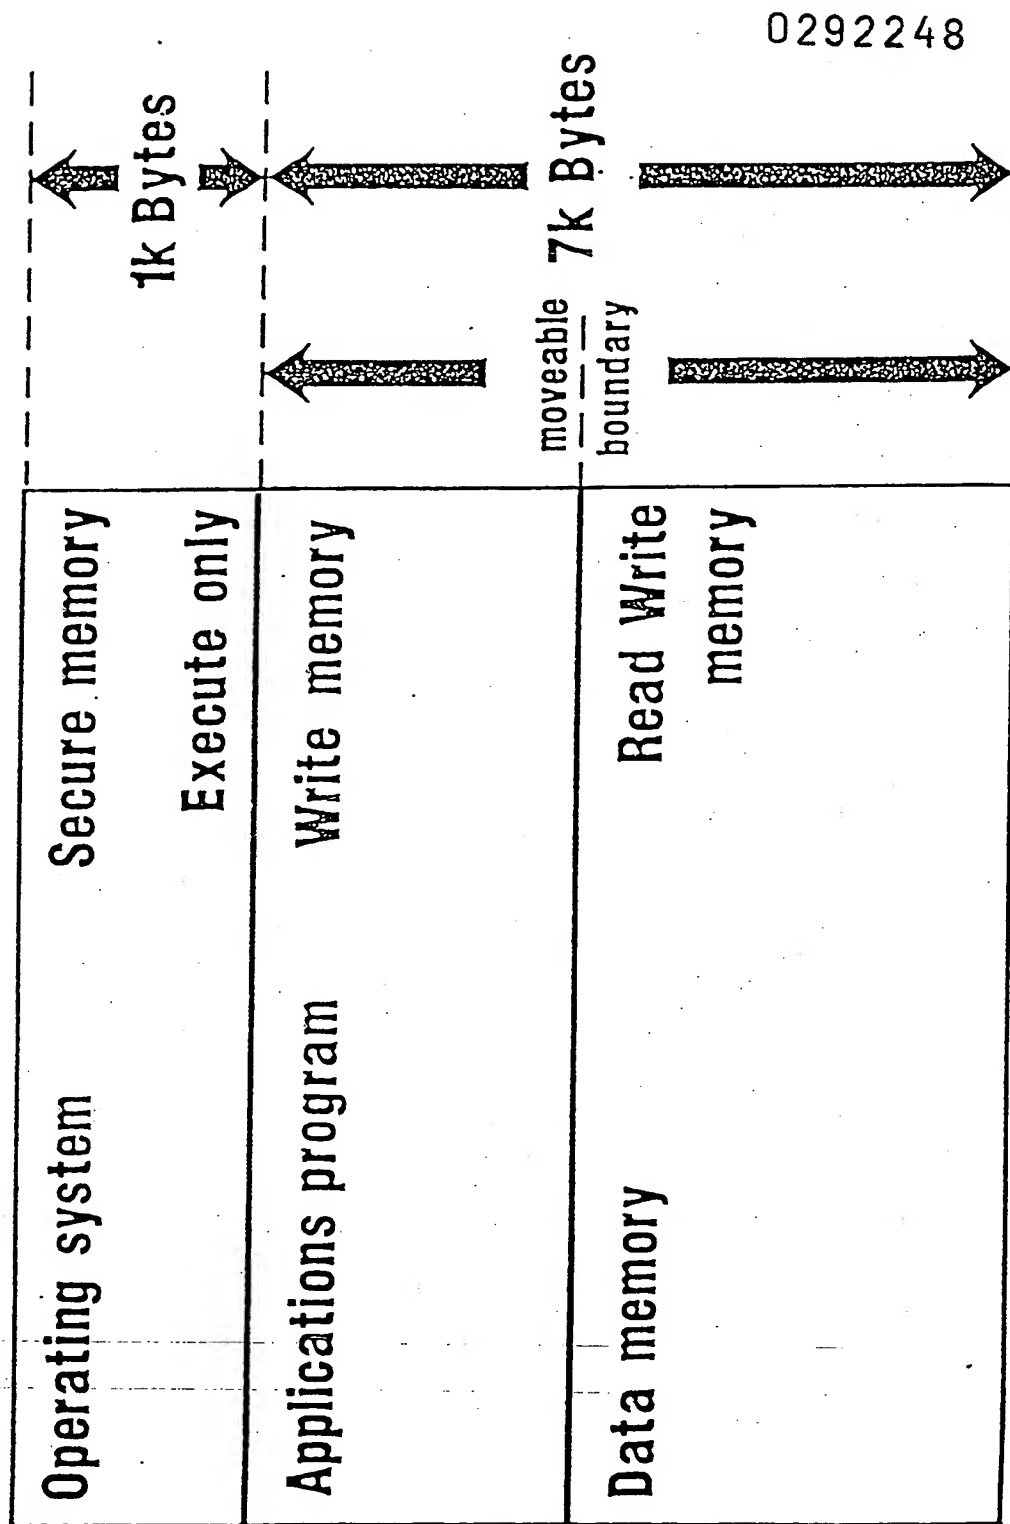 0292248
Operating system
Secure memory
1k Bytes
Execute only
Applications program
Write memory
moveable
boundary
7k Bytes
Data memory
Read Write
memory